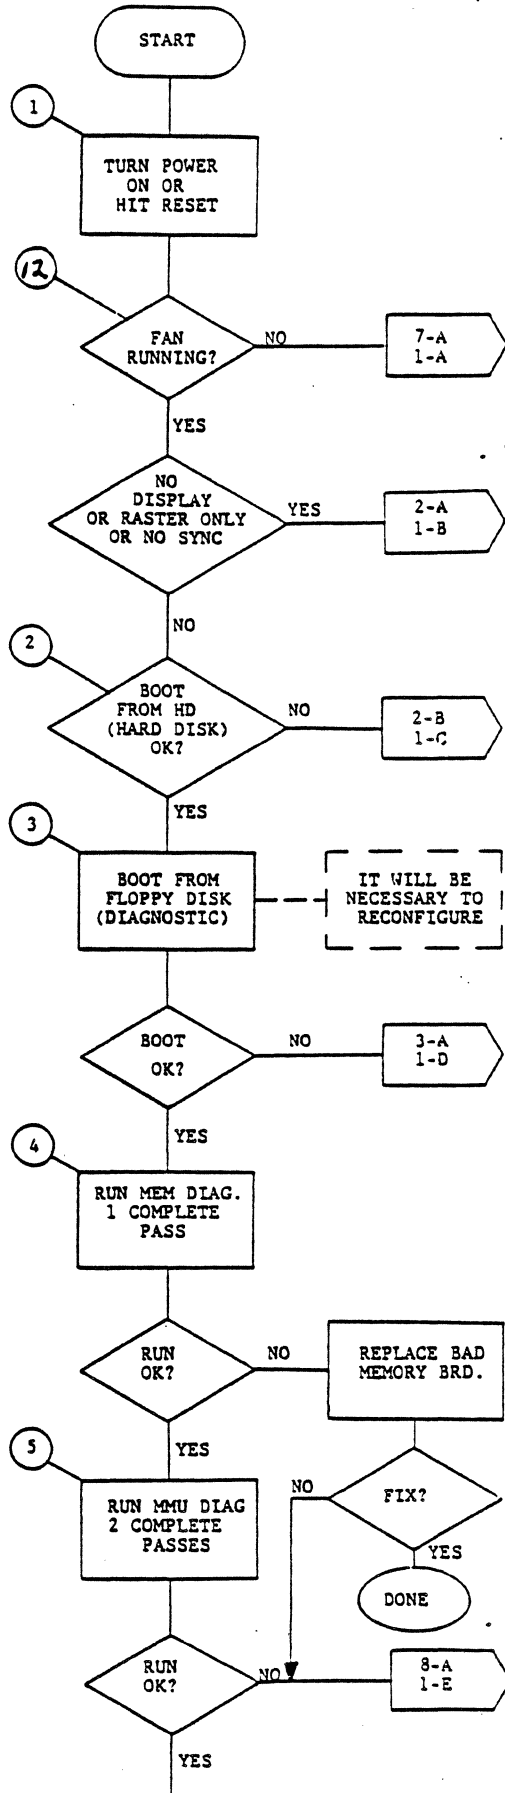 START
1
TURN POWER
ON OR
HIT RESET
12
FAN
RUNNING?
NO
7-A
1-A
YES
NO
DISPLAY
OR RASTER ONLY
OR NO SYNC
YES
2-A
1-B
NO
2
BOOT
FROM HD
(HARD DISK)
OK?
NO
2-B
1-C
YES
3
BOOT FROM
FLOPPY DISK
(DIAGNOSTIC)
IT WILL BE
NECESSARY TO
RECONFIGURE
BOOT
OK?
NO
3-A
1-D
YES
4
RUN MEM DIAG.
1 COMPLETE
PASS
RUN
OK?
NO
REPLACE BAD
MEMORY BRD.
YES
5
RUN MMU DIAG
2 COMPLETE
PASSES
NO
FIX?
YES
DONE
RUN
OK?
NO
8-A
1-E
YES